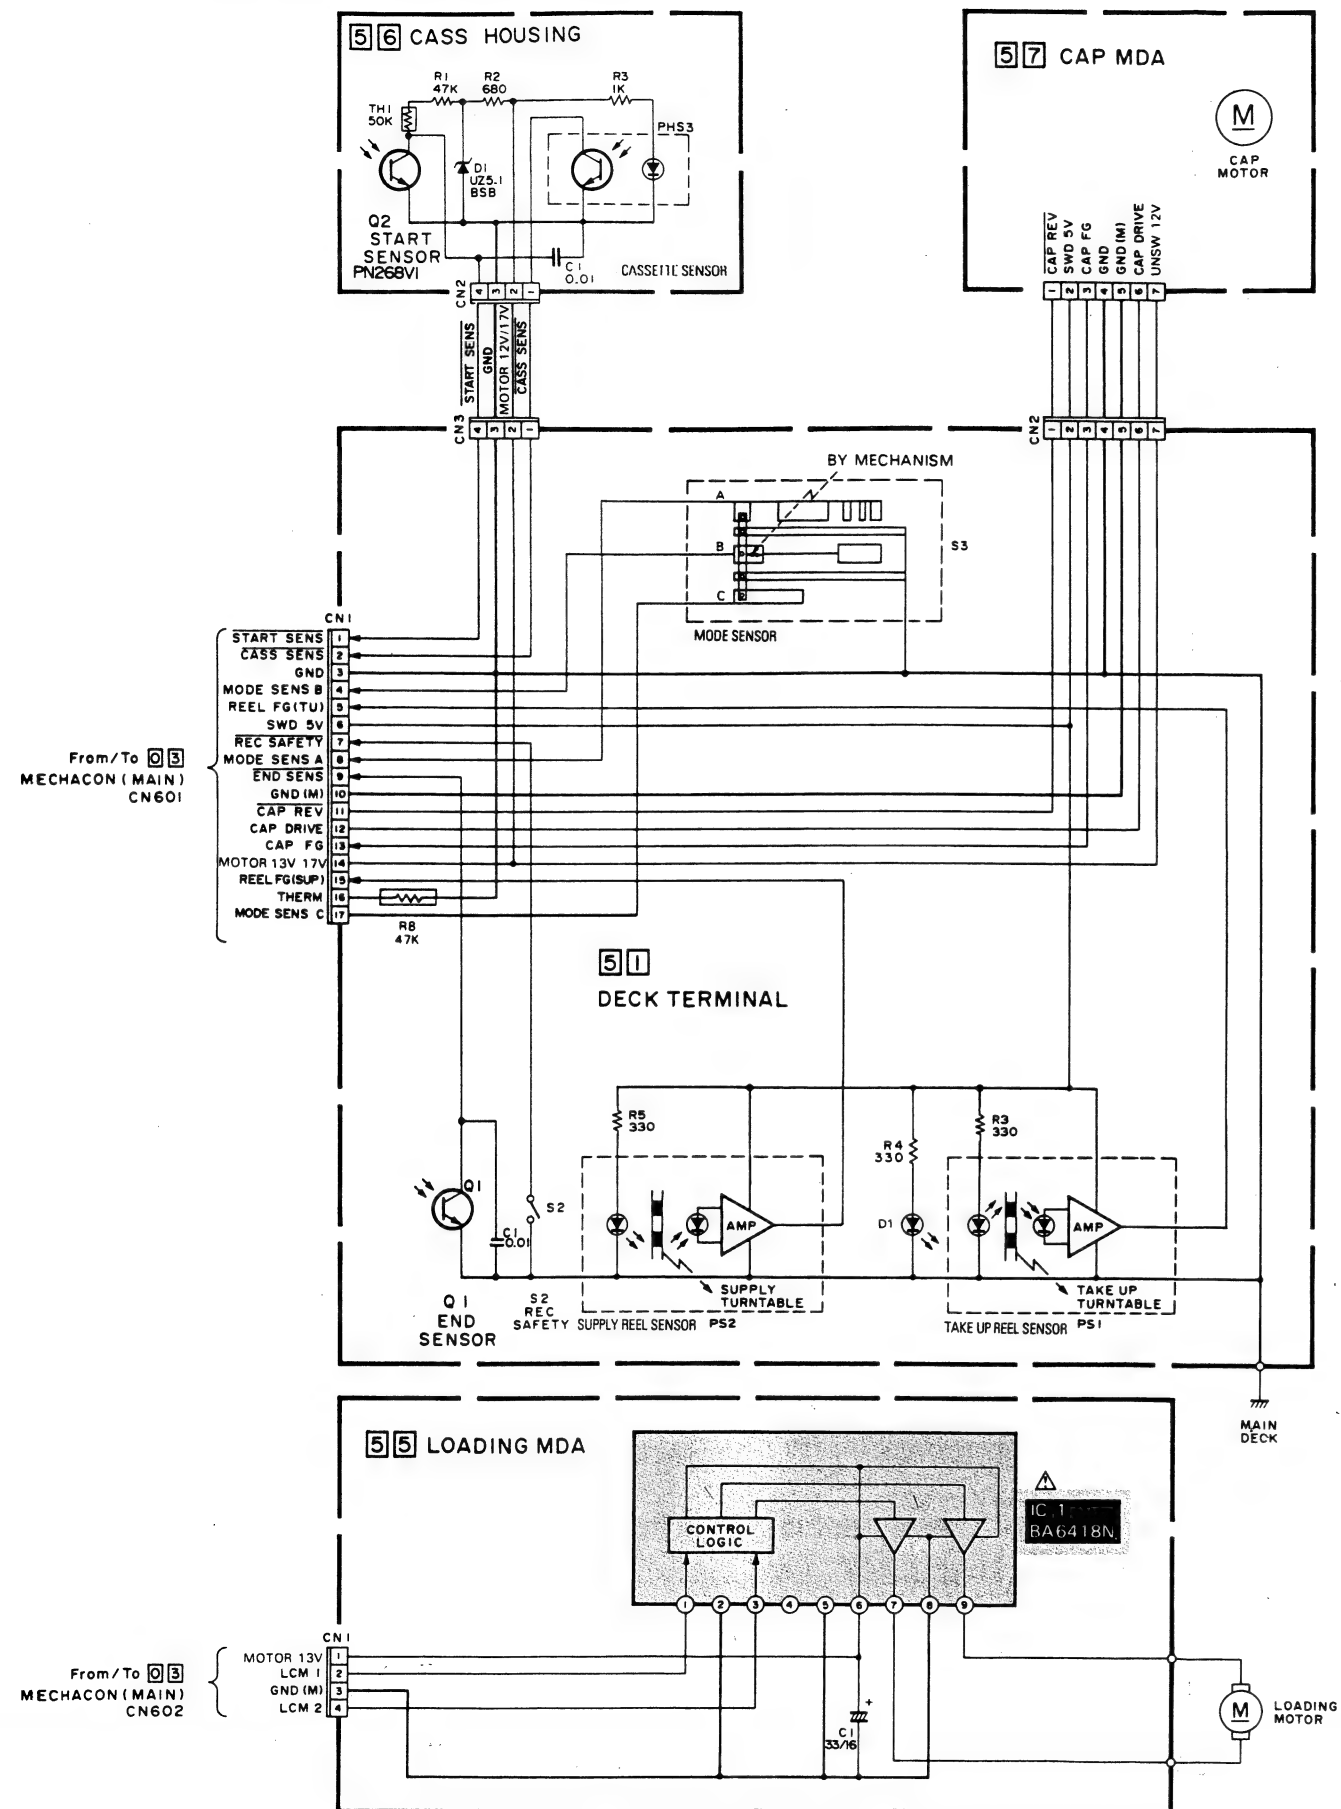 5 6 CASS HOUSING
R1
47K
R2
680
R3
1K
TH1
50K
PHS3
D1
UZ5.1
BSB
Q2
START
SENSOR
PN268V1
C1
0.01
CASSETTE SENSOR
CN2
4 3 2 1
START SENS
GND
MOTOR 12V/17V
CASS SENS
CN3
4 3 2 1
5 7 CAP MDA
M
CAP
MOTOR
CAP REV
SWD 5V
CAP FG
GND
GND(M)
CAP DRIVE
UNSW 12V
1 2 3 4 5 6 7
CN2
1 2 3 4 5 6 7
BY MECHANISM
A
B
C
S3
MODE SENSOR
CN1
START SENS 1
CASS SENS 2
GND 3
MODE SENS B 4
REEL FG(TU) 5
SWD 5V 6
REC SAFETY 7
MODE SENS A 8
END SENS 9
GND(M) 10
CAP REV 11
CAP DRIVE 12
CAP FG 13
MOTOR 13V 17V 14
REEL FG(SUP) 15
THERM 16
MODE SENS C 17
From/To 0 3
MECHACON(MAIN)
CN601
R8
47K
5 1
DECK TERMINAL
R5
330
R4
330
R3
330
Q1
C1
0.01
S2
AMP
D1
AMP
SUPPLY
TURNTABLE
TAKE UP
TURNTABLE
Q1
END
SENSOR
S2
REC
SAFETY
SUPPLY REEL SENSOR PS2
TAKE UP REEL SENSOR PS1
MAIN
DECK
5 5 LOADING MDA
CONTROL
LOGIC
IC 1
BA6418N
1 2 3 4 5 6 7 8 9
CN1
MOTOR 13V 1
LCM 1 2
GND(M) 3
LCM 2 4
From/To 0 3
MECHACON(MAIN)
CN602
+
C1
33/16
M
LOADING
MOTOR